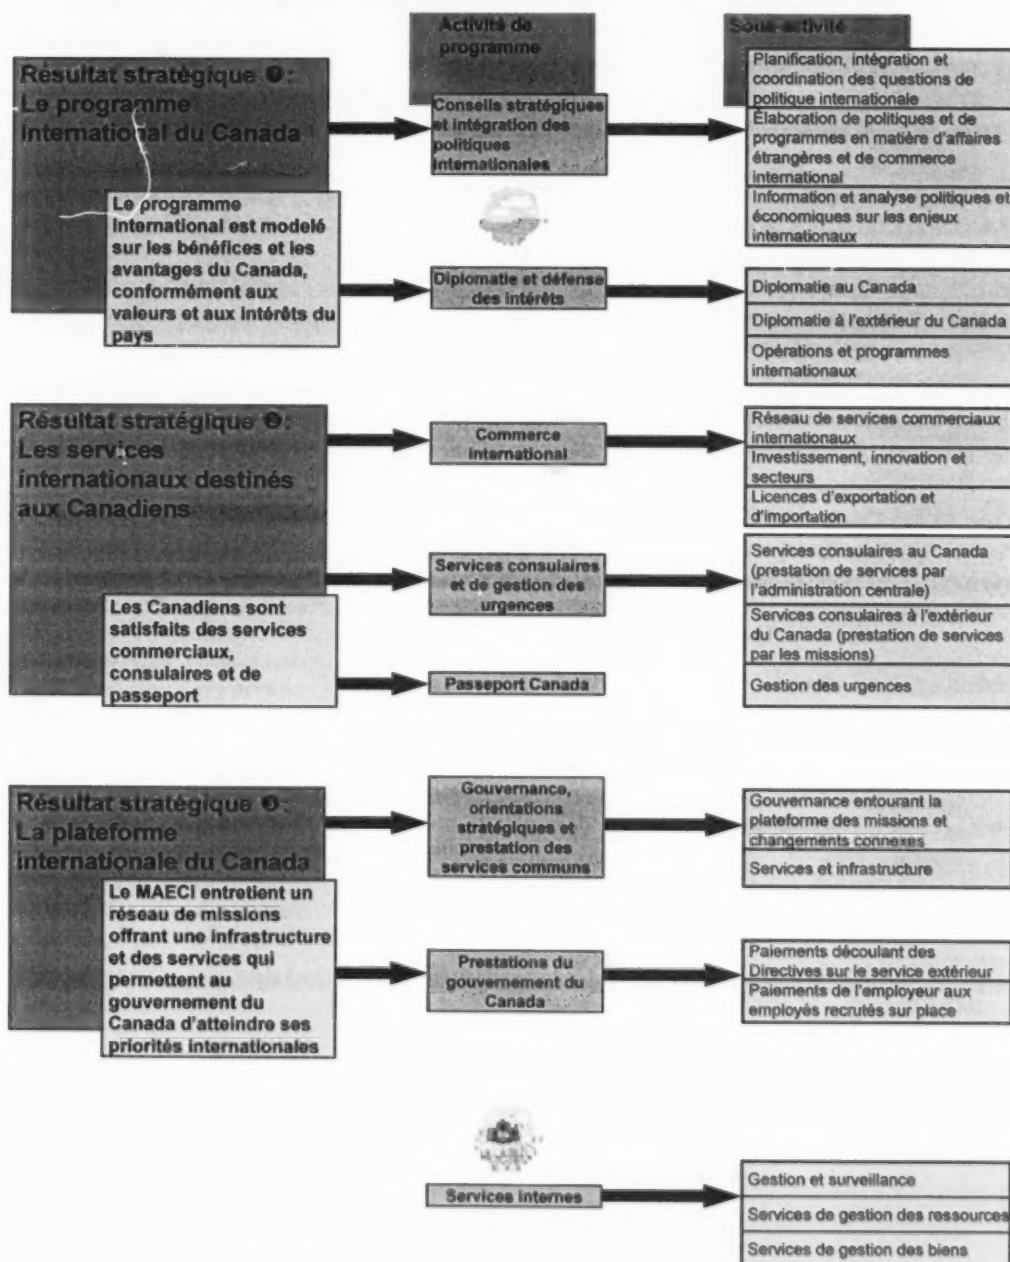 Activité de
programme
Sous-activité
Résultat stratégique ❶:
Le programme
international du Canada
Le programme
International est modelé
sur les bénéfices et les
avantages du Canada,
conformément aux
valeurs et aux intérêts du
pays
Conseils stratégiques
et intégration des
politiques
internationales
Planification, intégration et
coordination des questions de
politique internationale
Élaboration de politiques et de
programmes en matière d'affaires
étrangères et de commerce
international
Information et analyse politiques et
économiques sur les enjeux
internationaux
Diplomatie et défense
des intérêts
Diplomatie au Canada
Diplomatie à l'extérieur du Canada
Opérations et programmes
internationaux
Résultat stratégique ❷:
Les services
internationaux destinés
aux Canadiens
Les Canadiens sont
satisfaits des services
commerciaux,
consulaires et de
passeport
Commerce
international
Réseau de services commerciaux
internationaux
Investissement, innovation et
secteurs
Licences d'exportation et
d'importation
Services consulaires
et de gestion des
urgences
Services consulaires au Canada
(prestation de services par
l'administration centrale)
Services consulaires à l'extérieur
du Canada (prestation de services
par les missions)
Gestion des urgences
Passeport Canada
Résultat stratégique ❸:
La plateforme
internationale du Canada
Le MAECI entretient un
réseau de missions
offrant une infrastructure
et des services qui
permettent au
gouvernement du
Canada d'atteindre ses
priorités internationales
Gouvernance,
orientations
stratégiques et
prestation des
services communs
Gouvernance entourant la
plateforme des missions et
changements connexes
Services et infrastructure
Prestations du
gouvernement du
Canada
Paiements découlant des
Directives sur le service extérieur
Paiements de l'employeur aux
employés recrutés sur place
Services internes
Gestion et surveillance
Services de gestion des ressources
Services de gestion des biens